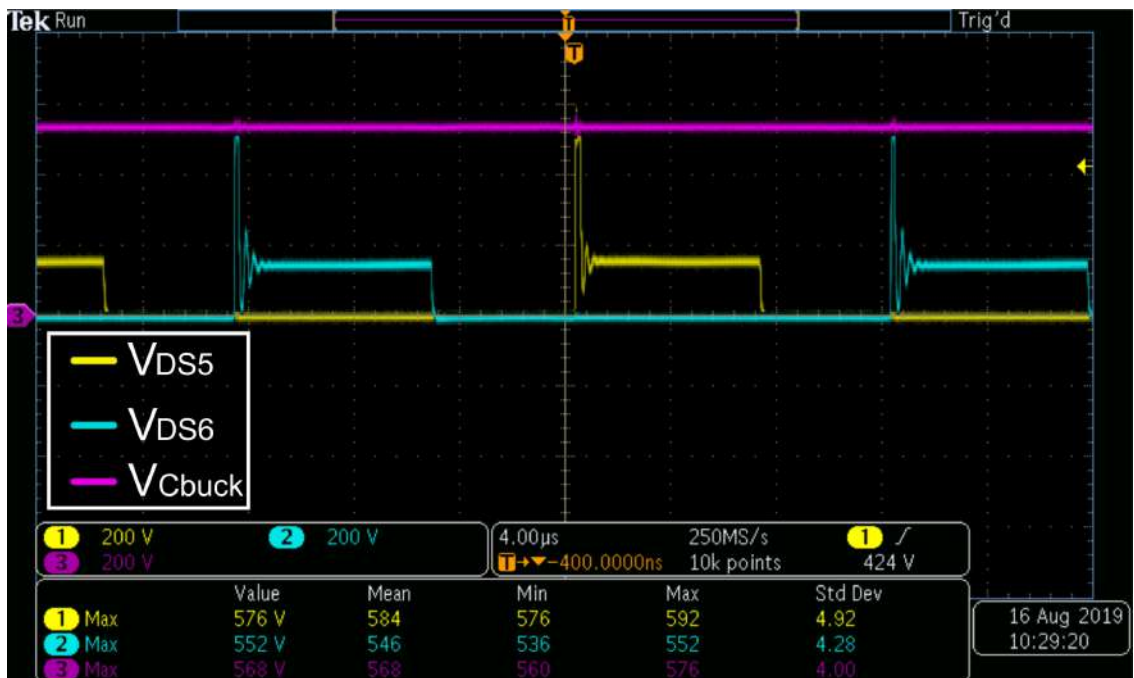 Tek Run Trig'd
T
T
3
VDS5
VDS6
VCbuck
1 200 V 2 200 V
3 200 V
4.00μs 250MS/s 1
T→▼-400.0000ns 10k points 424 V
Value Mean Min Max Std Dev
1 Max 576 V 584 576 592 4.92
2 Max 552 V 546 536 552 4.28
3 Max 568 V 568 560 576 4.00
16 Aug 2019
10:29:20